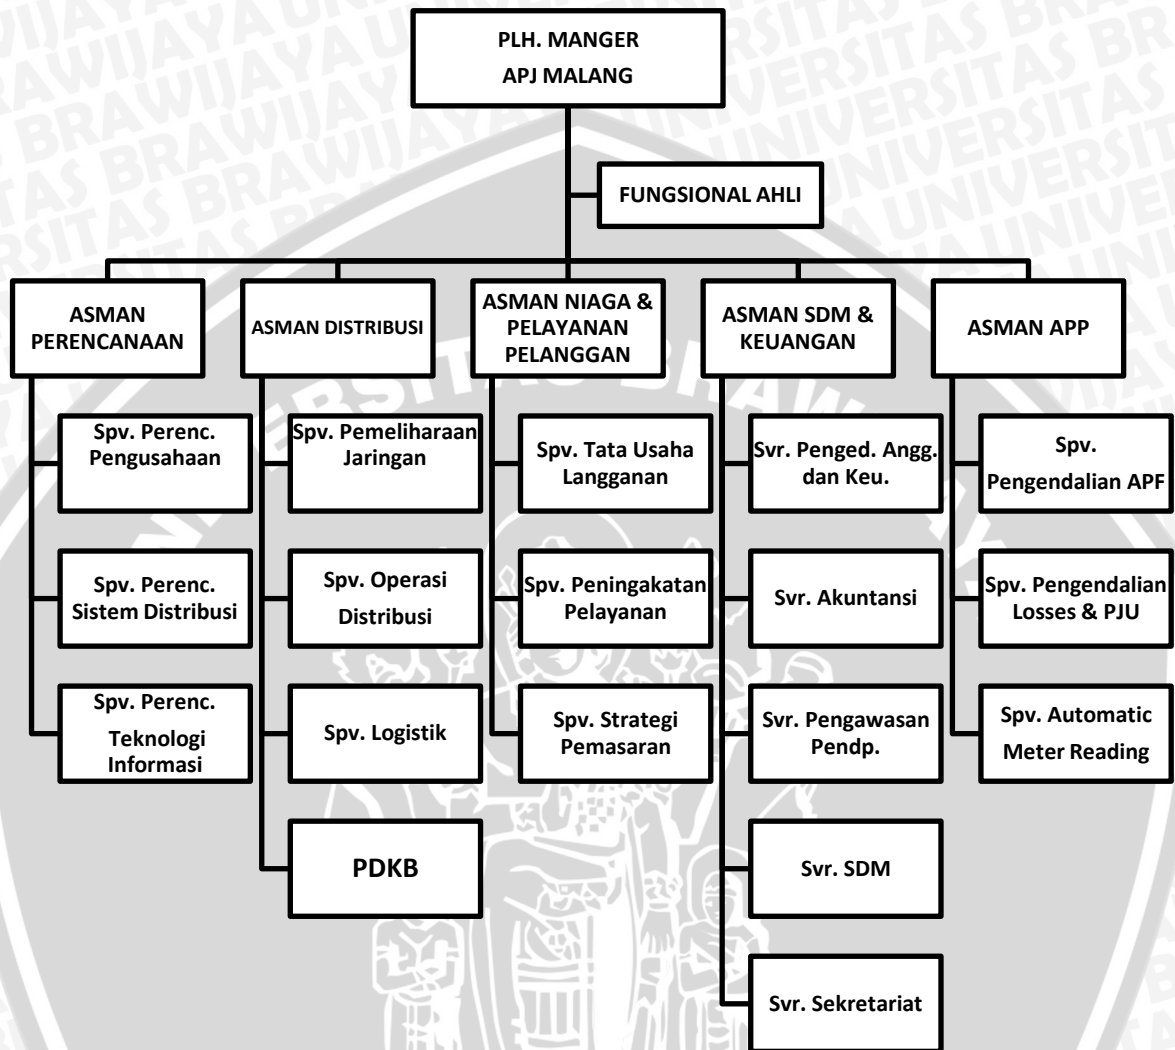 PLH. MANGER
APJ MALANG
FUNGSIONAL AHLI
ASMAN
PERENCANAAN
ASMAN DISTRIBUSI
ASMAN NIAGA &
PELAYANAN
PELANGGAN
ASMAN SDM &
KEUANGAN
ASMAN APP
Spv. Perenc.
Pengusahaan
Spv. Pemeliharaan
Jaringan
Spv. Tata Usaha
Langganan
Svr. Penged. Angg.
dan Keu.
Spv.
Pengendalian APF
Spv. Perenc.
Sistem Distribusi
Spv. Operasi
Distribusi
Spv. Peningakatan
Pelayanan
Svr. Akuntansi
Spv. Pengendalian
Losses & PJU
Spv. Perenc.
Teknologi
Informasi
Spv. Logistik
Spv. Strategi
Pemasaran
Svr. Pengawasan
Pendp.
Spv. Automatic
Meter Reading
PDKB
Svr. SDM
Svr. Sekretariat